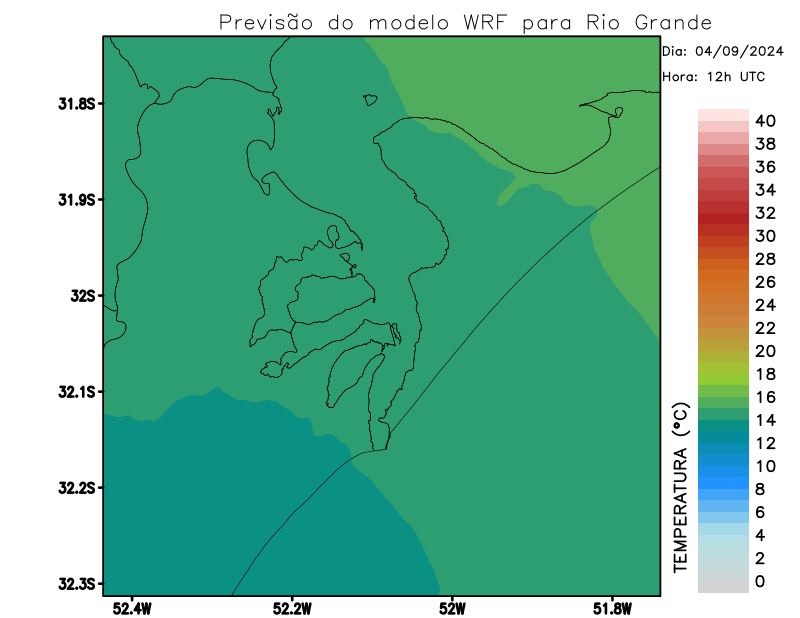 Previsão do modelo WRF para Rio Grande
Dia: 04/09/2024
Hora: 12h UTC
31.8S
31.9S
32S
32.1S
32.2S
32.3S
52.4W
52.2W
52W
51.8W
40
38
36
34
32
30
28
26
24
22
20
18
16
14
12
10
8
6
4
2
0
TEMPERATURA (°C)